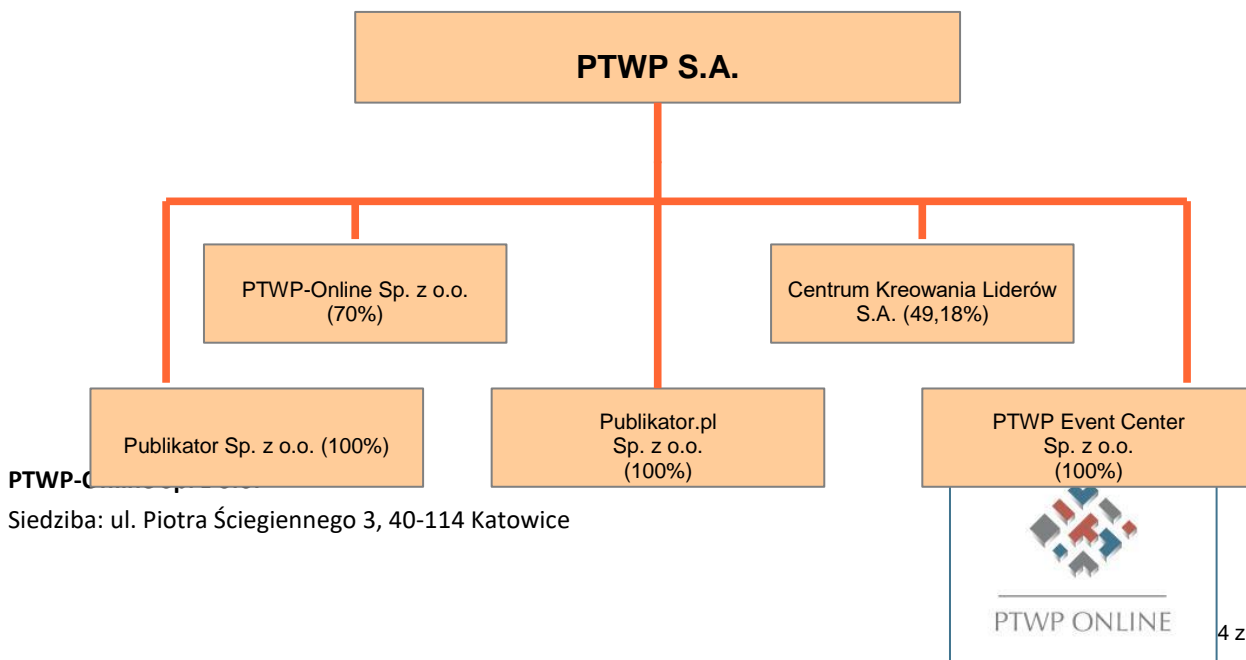 PTWP S.A.
PTWP-Online Sp. z o.o.
(70%)
Centrum Kreowania Liderów
S.A. (49,18%)
Publikator Sp. z o.o. (100%)
Publikator.pl
Sp. z o.o.
(100%)
PTWP Event Center
Sp. z o.o.
(100%)
Siedziba: ul. Piotra Ściegiennego 3, 40-114 Katowice
PTWP ONLINE
4 z